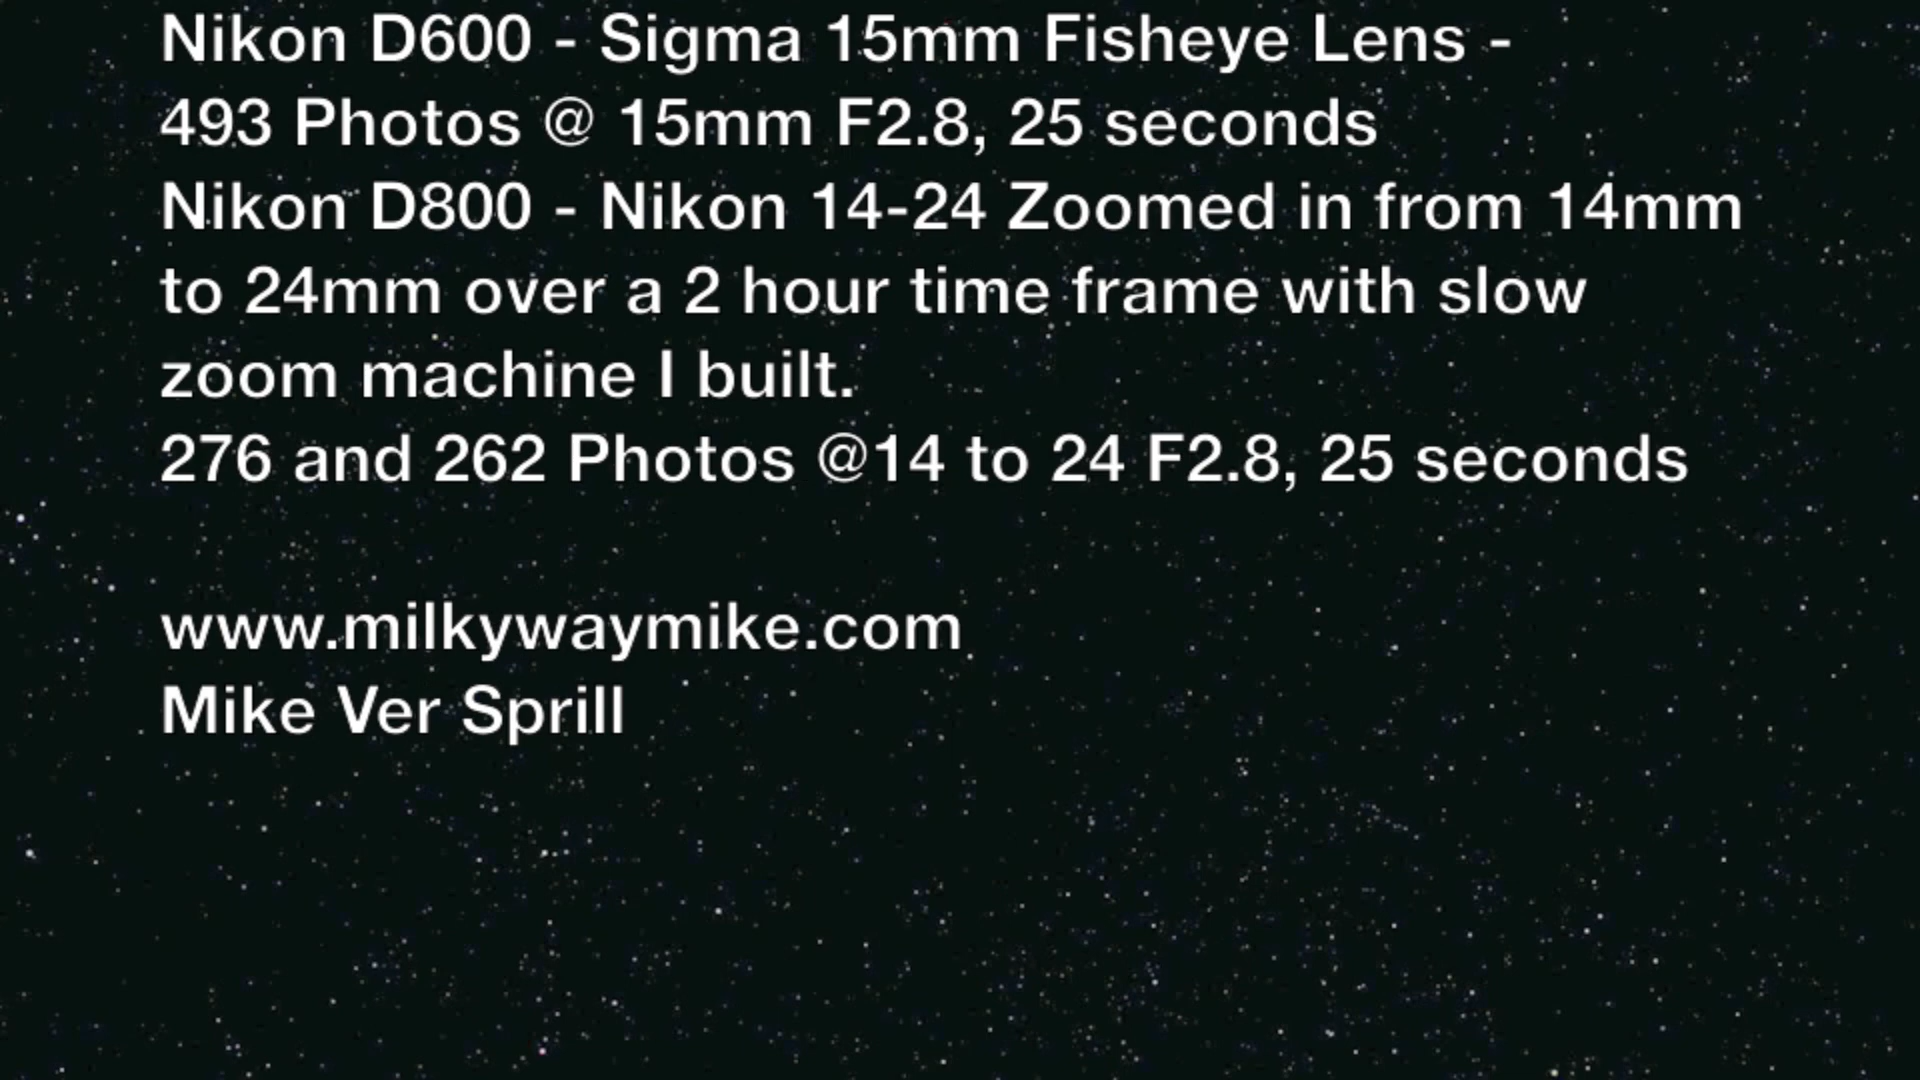 Nikon D600 - Sigma 15mm Fisheye Lens -
493 Photos @ 15mm F2.8, 25 seconds
Nikon D800 - Nikon 14-24 Zoomed in from 14mm
to 24mm over a 2 hour time frame with slow
zoom machine I built.
276 and 262 Photos @14 to 24 F2.8, 25 seconds
www.milkywaymike.com
Mike Ver Sprill